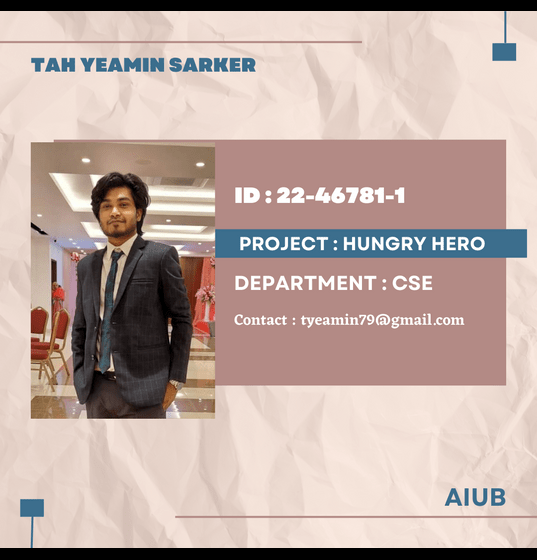 TAH YEAMIN SARKER
ID : 22-46781-1
PROJECT : HUNGRY HERO
DEPARTMENT : CSE
Contact : tyeamin79@gmail.com
AIUB